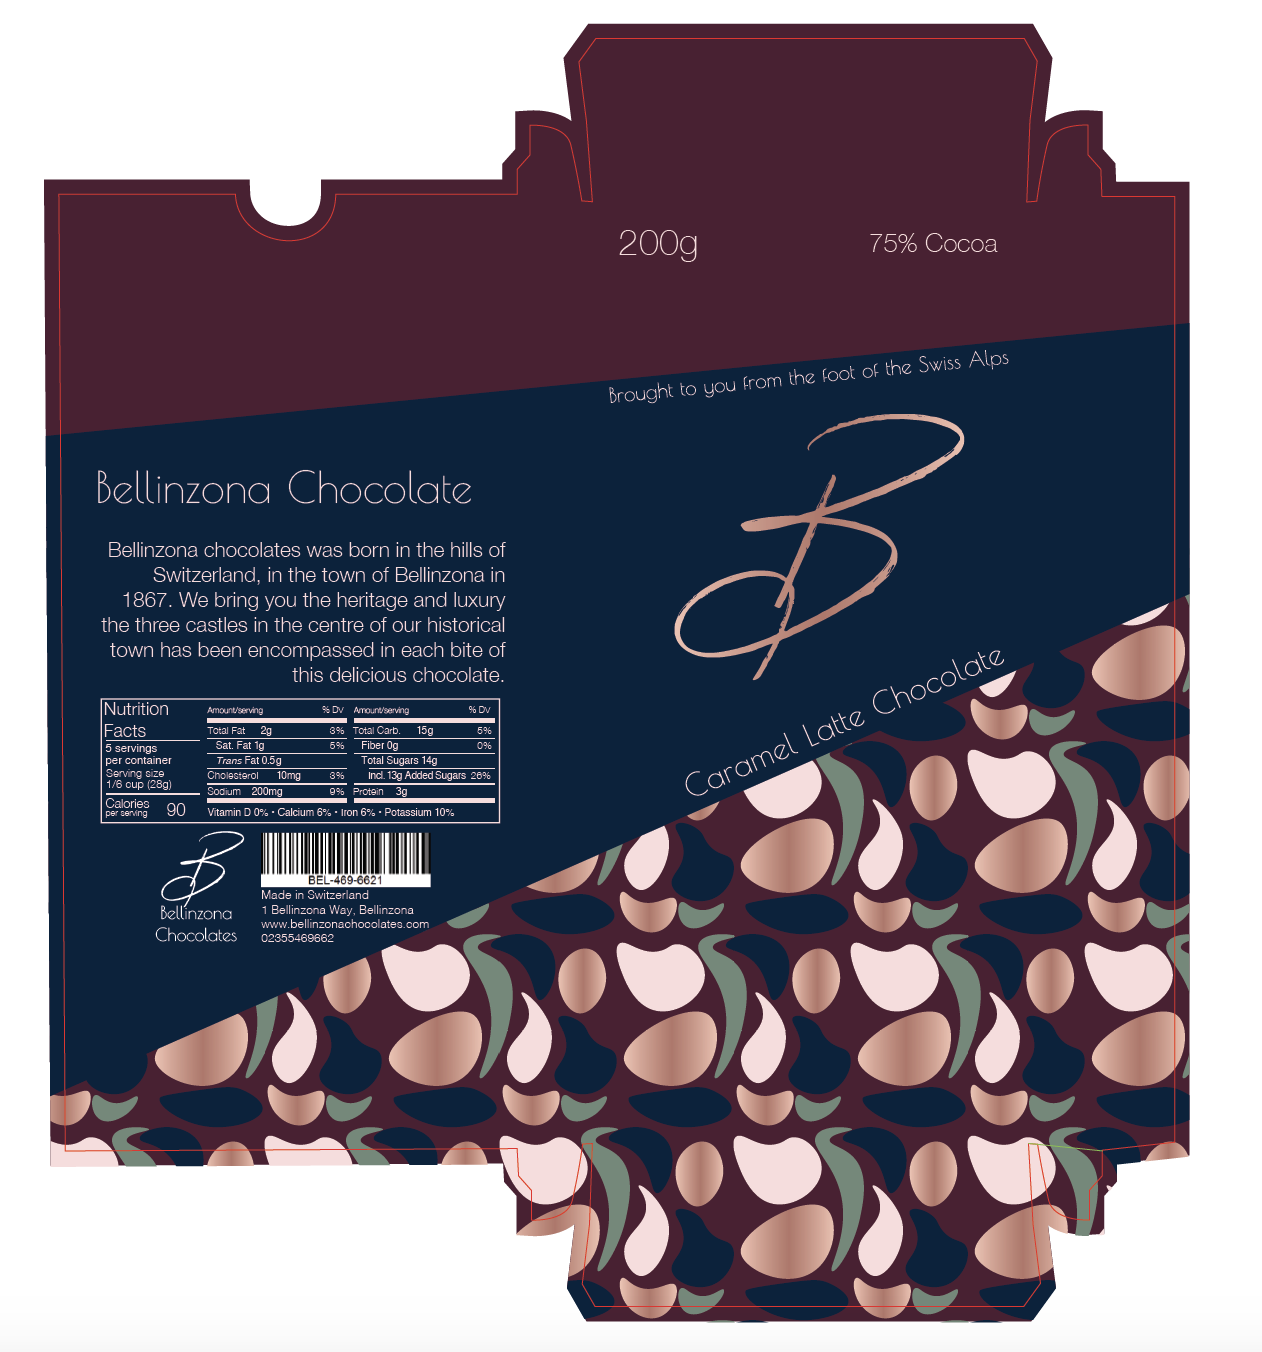 200g
75% Cocoa
Brought to you from the foot of the Swiss Alps
B
Caramel Latte Chocolate
Bellinzona Chocolate
Bellinzona chocolates was born in the hills of
Switzerland, in the town of Bellinzona in
1867. We bring you the heritage and luxury
the three castles in the centre of our historical
town has been encompassed in each bite of
this delicious chocolate.
Nutrition
Facts
5 servings
per container
Serving size
1/6 cup (28g)
Calories
per serving 90
Amount/serving % DV
Total Fat 2g 3%
Sat. Fat 1g 5%
Trans Fat 0.5g
Cholesterol 10mg 3%
Sodium 200mg 9%
Amount/serving % DV
Total Carb. 15g 5%
Fiber 0g 0%
Total Sugars 14g
Incl. 13g Added Sugars 26%
Protein 3g
Vitamin D 0% • Calcium 6% • Iron 6% • Potassium 10%
B
Bellinzona
Chocolates
BEL-469-6621
Made in Switzerland
1 Bellinzona Way, Bellinzona
www.bellinzonachocolates.com
02355469662